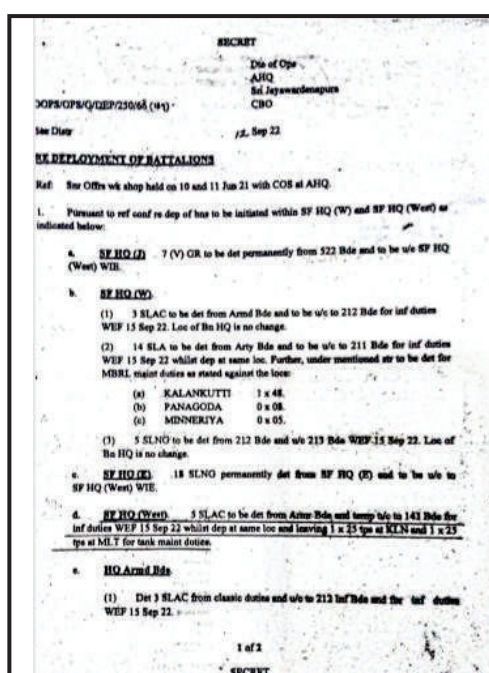 SECRET
Dte of Ops
AHQ
Sri Jayawardenapura
CBO
OPS/OPS/Q/DEP/250/68
12 Sep 22
See Distr
RE DEPLOYMENT OF BATTALIONS
Ref: Snr Offrs wk shop held on 10 and 11 Jun 21 with COS at AHQ.
1. Pursuant to ref conf re dep of bns to be initiated within SF HQ (W) and SF HQ (West) as
indicated below:
a. SF HQ (J) 7 (V) GR to be det permanently from 522 Bde and to be u/c SF HQ
(West) WIE.
b. SF HQ (W).
(1) 3 SLAC to be det from Armd Bde and to be u/c to 212 Bde for inf duties
WEF 15 Sep 22. Loc of Bn HQ is no change.
(2) 14 SLA to be det from Arty Bde and to be u/c to 211 Bde for inf duties
WEF 15 Sep 22 whilst dep at same loc. Further, under mentioned str to be det for
MBRL maint duties as stated against the locs:
(a) KALANKUTTI 1 x 48.
(b) PANAGODA 0 x 08.
(c) MINNERIYA 0 x 05.
(3) 5 SLNG to be det from 212 Bde and u/c 213 Bde WEF 15 Sep 22. Loc of
Bn HQ is no change.
c. SF HQ (E). 18 SLNG permanently det from SF HQ (E) and to be u/c to
SF HQ (West) WIE.
d. SF HQ (West). 5 SLAC to be det from Armr Bde and temp u/c to 141 Bde for
inf duties WEF 15 Sep 22 whilst dep at same loc and leaving 1 x 25 tps at KLN and 1 x 25
tps at MLT for tank maint duties.
e. HQ Armd Bde.
(1) Det 3 SLAC from classic duties and u/c to 212 Inf Bde and for inf duties
WEF 15 Sep 22.
1 of 2
SECRET